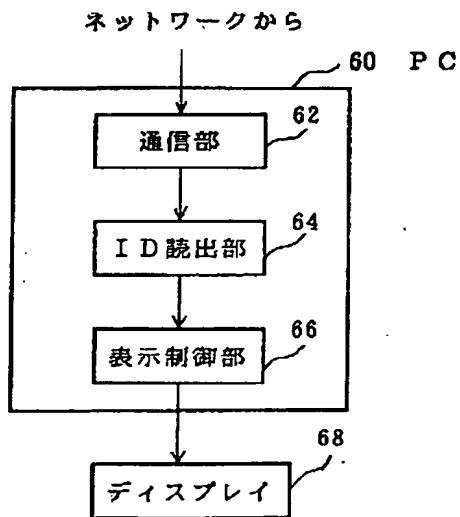 ネットワークから
60 PC
62
通信部
64
ID読出部
66
表示制御部
68
ディスプレイ